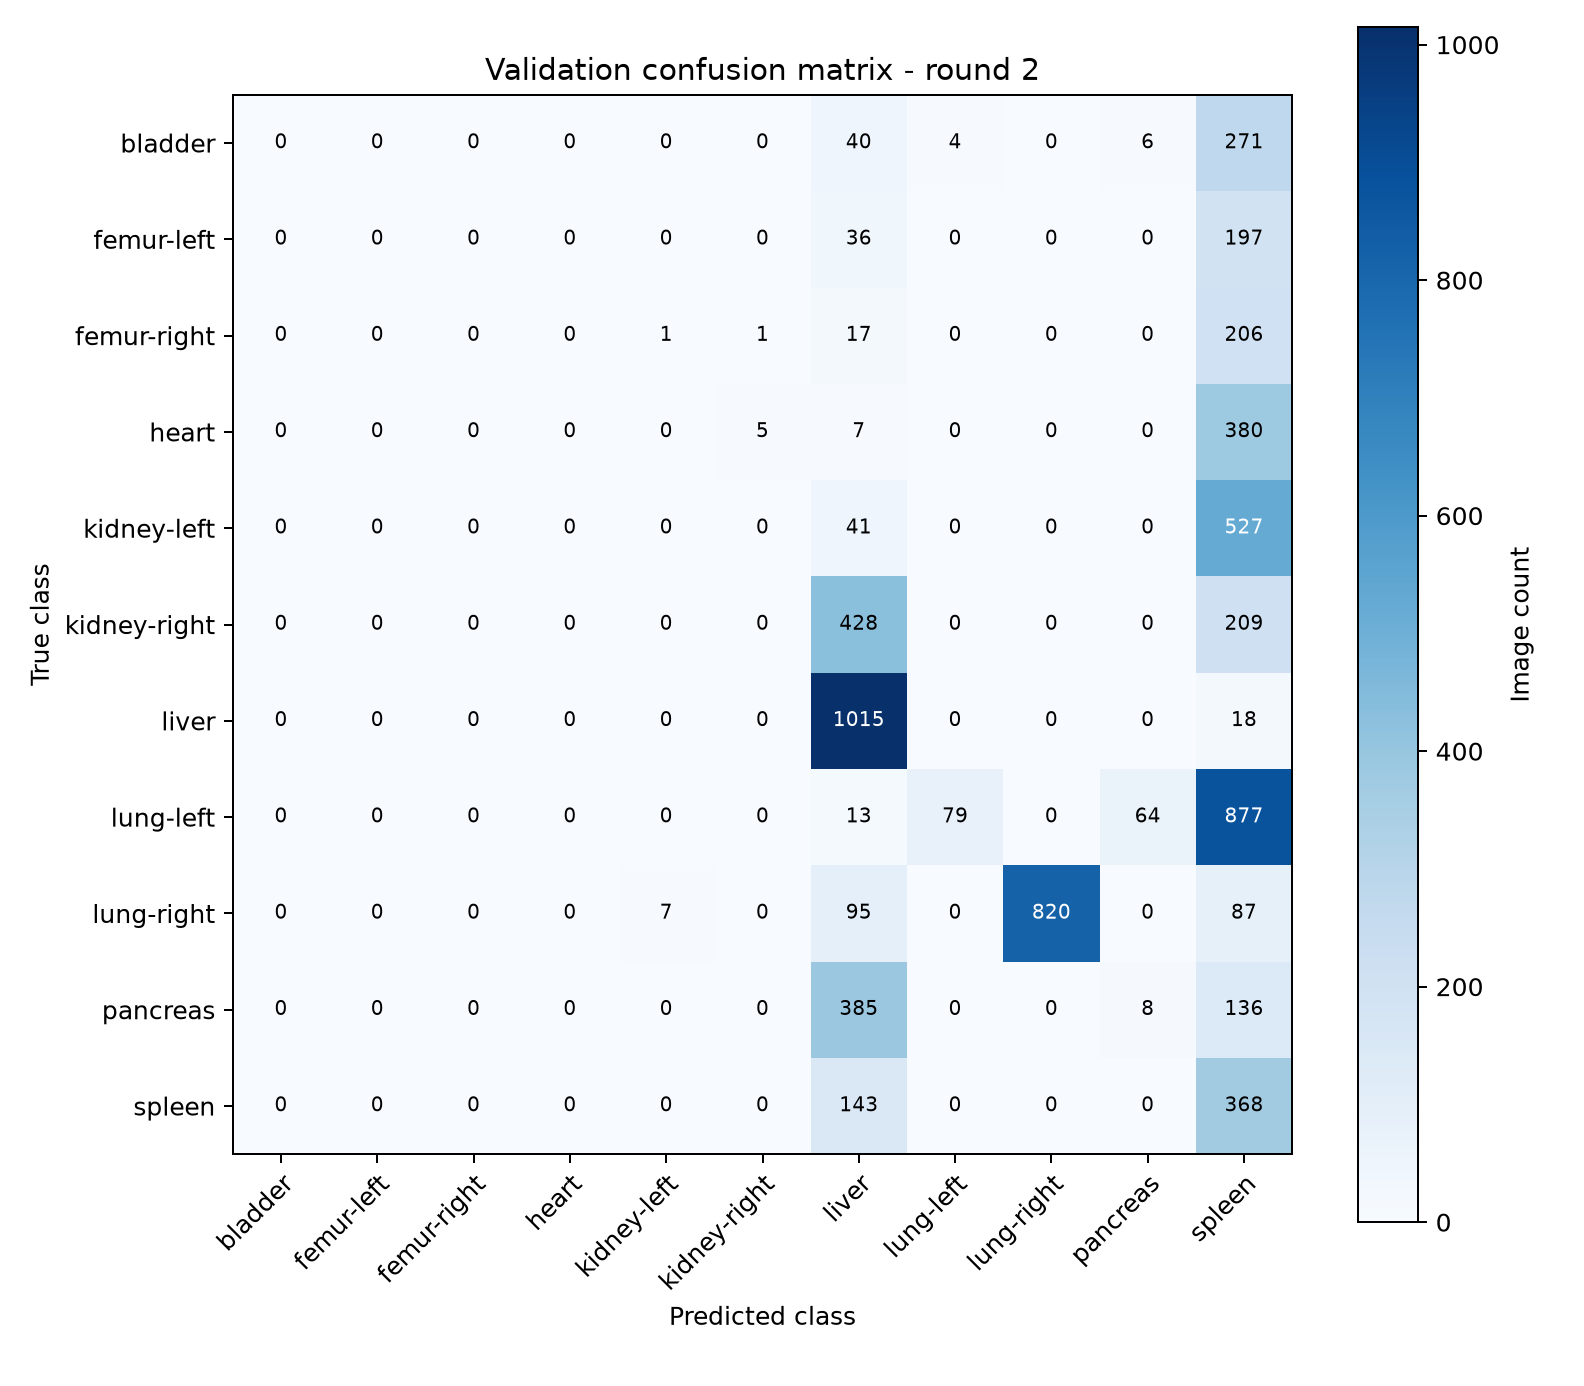 Validation confusion matrix - round 2
bladder 0 0 0 0 0 0 40 4 0 6 271
femur-left 0 0 0 0 0 0 36 0 0 0 197
femur-right 0 0 0 0 1 1 17 0 0 0 206
heart 0 0 0 0 0 5 7 0 0 0 380
kidney-left 0 0 0 0 0 0 41 0 0 0 527
kidney-right 0 0 0 0 0 0 428 0 0 0 209
liver 0 0 0 0 0 0 1015 0 0 0 18
lung-left 0 0 0 0 0 0 13 79 0 64 877
lung-right 0 0 0 0 7 0 95 0 820 0 87
pancreas 0 0 0 0 0 0 385 0 0 8 136
spleen 0 0 0 0 0 0 143 0 0 0 368
bladder femur-left femur-right heart kidney-left kidney-right liver lung-left lung-right pancreas spleen
Predicted class
True class
1000
800
600
400
200
0
Image count